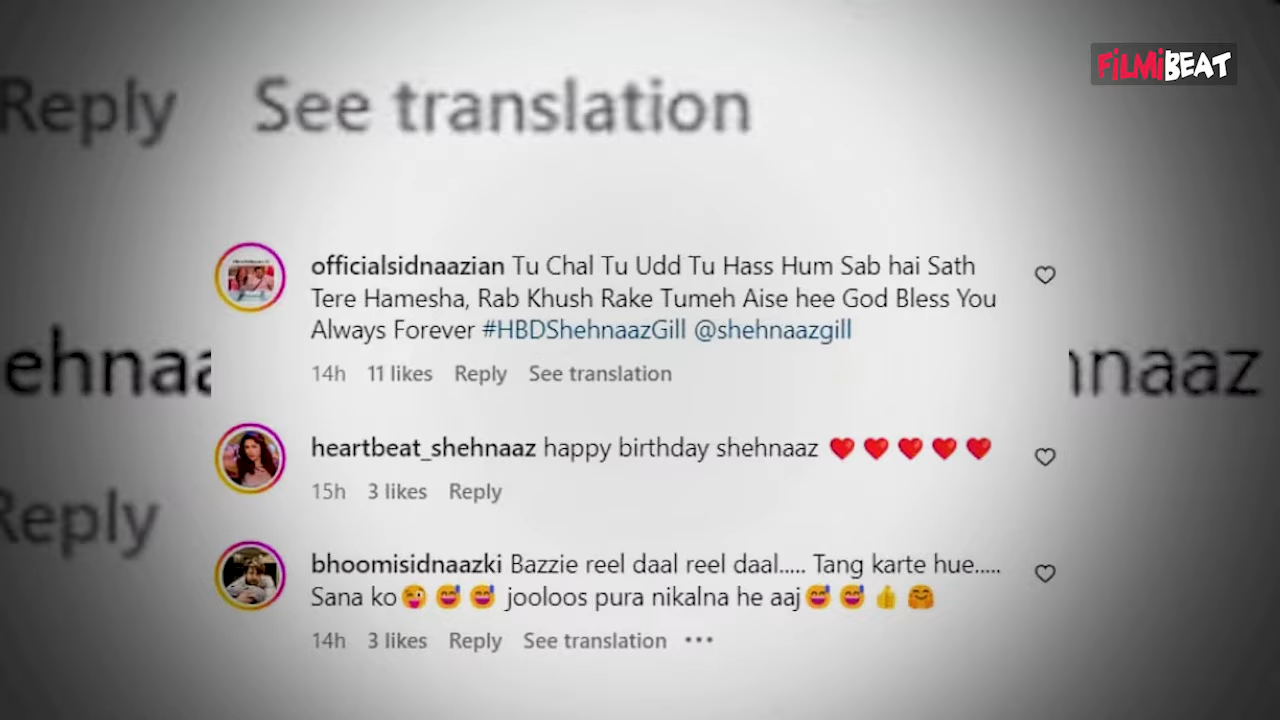 FiLMiBEAT
Reply See translation
officialsidnaazian Tu Chal Tu Udd Tu Hass Hum Sab hai Sath
Tere Hamesha, Rab Khush Rake Tumeh Aise hee God Bless You
Always Forever #HBDShehnaazGill @shehnaazgill
14h 11 likes Reply See translation
ehnaa
nnaaz
heartbeat_shehnaaz happy birthday shehnaaz ❤️❤️❤️❤️❤️
15h 3 likes Reply
Reply
bhoomisidnaazki Bazzie reel daal reel daal..... Tang karte hue.....
Sana ko😜😅😅 jooloos pura nikalna he aaj😅😅👍🤗
14h 3 likes Reply See translation •••